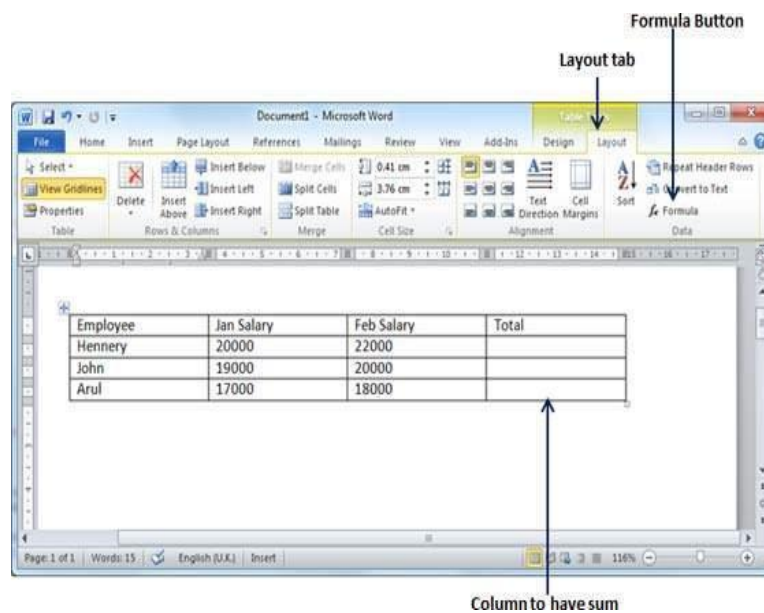 Formula Button
Layout tab
Document1 - Microsoft Word
File Home Insert Page Layout References Mailings Review View Add-Ins Design Layout
Select
View Gridlines
Properties
Table
Delete
Insert Above
Insert Below
Insert Left
Insert Right
Rows & Columns
Merge Cells
Split Cells
Split Table
Merge
0.41 cm
3.76 cm
AutoFit
Cell Size
Text Direction
Cell Margins
Alignment
Sort
Repeat Header Rows
Convert to Text
Formula
Data
Employee Jan Salary Feb Salary Total
Hennery 20000 22000
John 19000 20000
Arul 17000 18000
Page: 1 of 1 Words: 15 English (U.K.) Insert 116%
Column to have sum